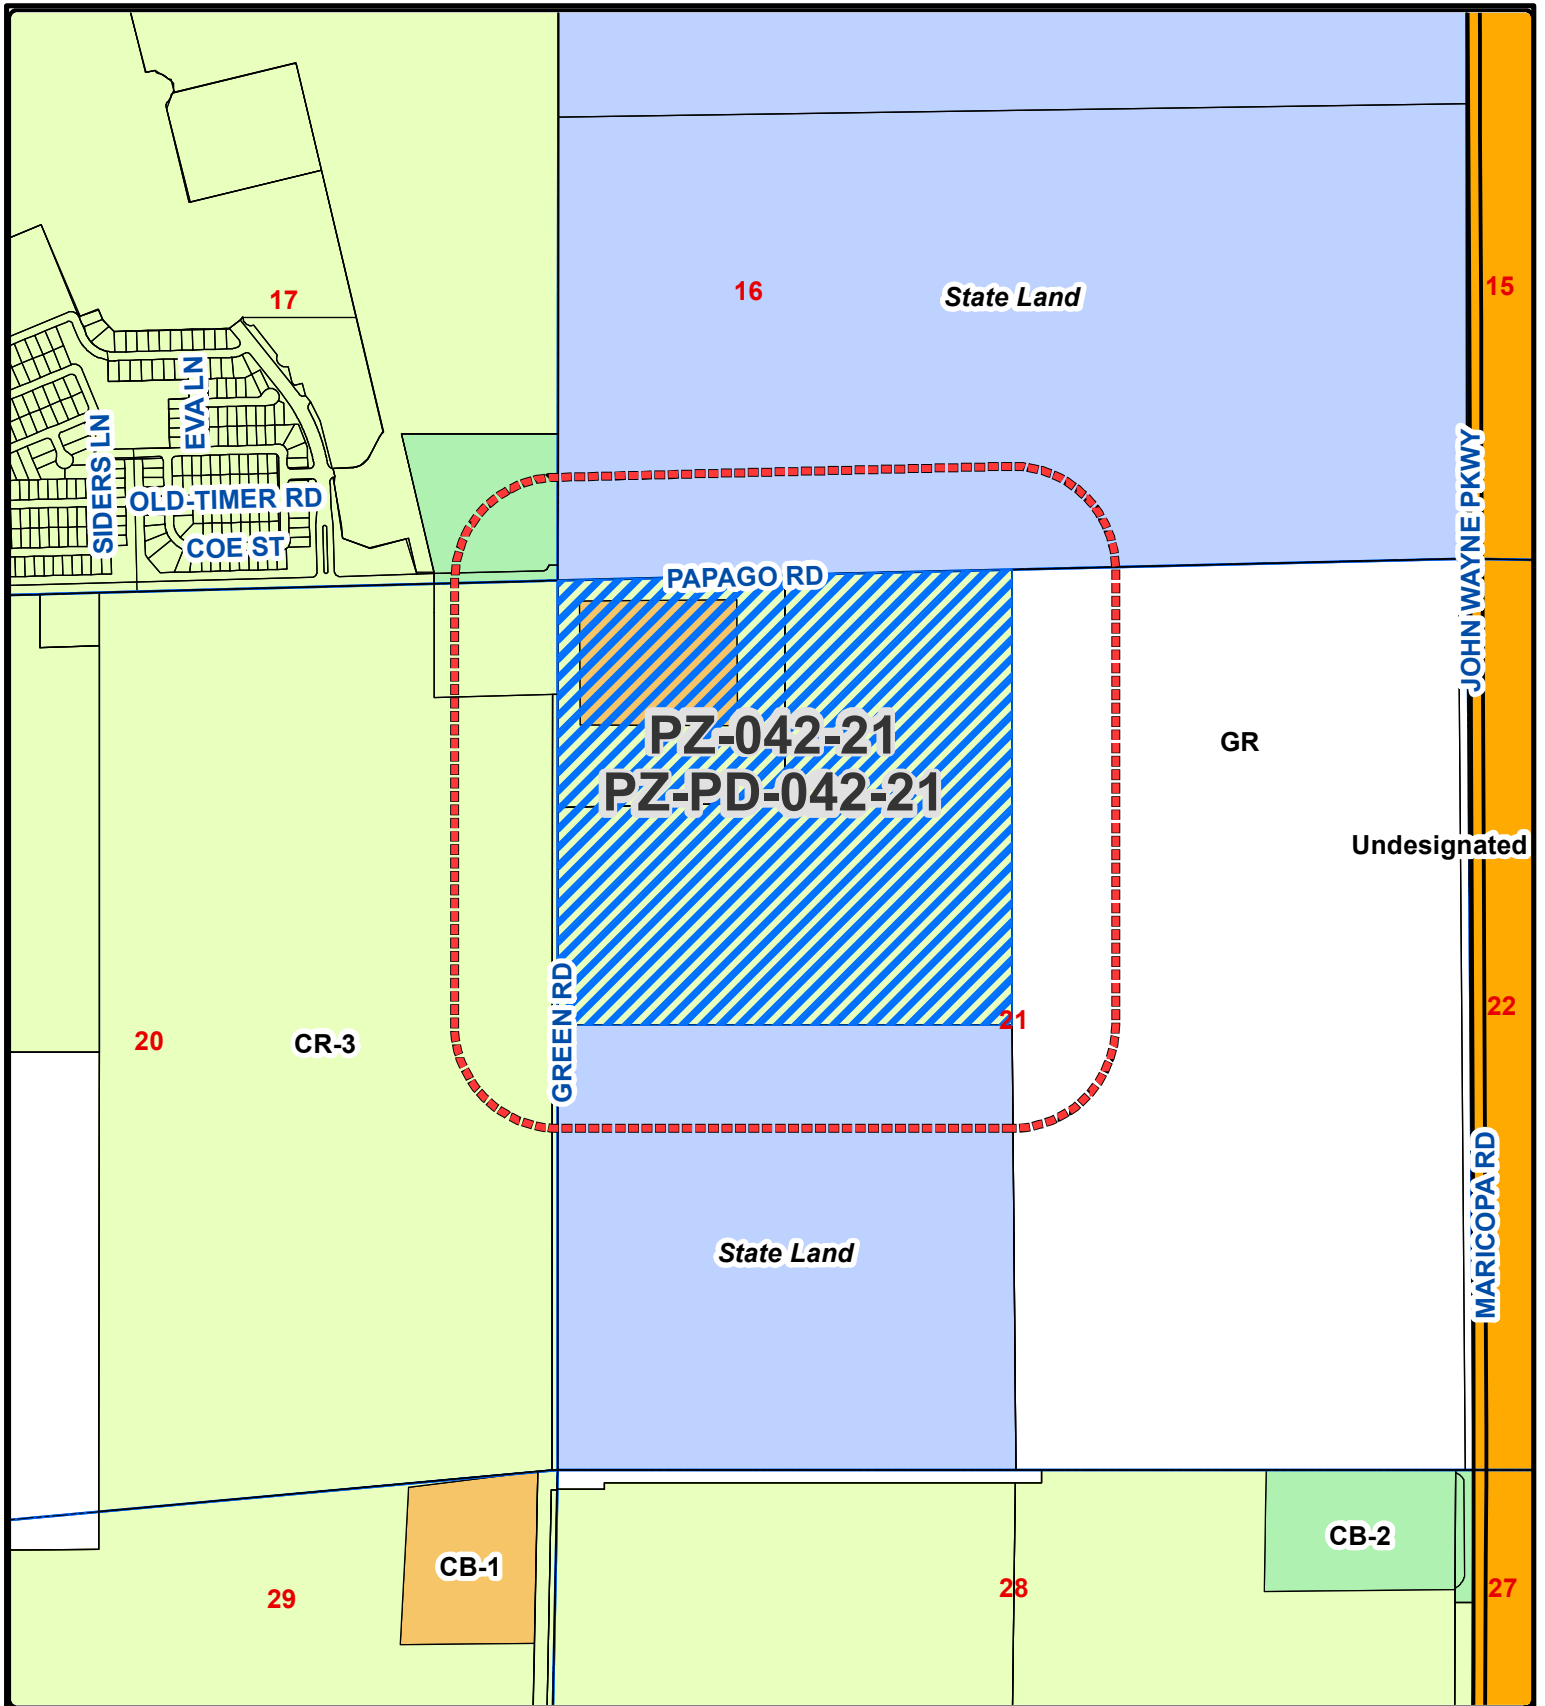 16
State Land
15
17
EVA LN
SIDERS LN
OLD-TIMER RD
COE ST
JOHN WAYNE PKWY
PAPAGO RD
PZ-042-21
PZ-PD-042-21
GR
Undesignated
22
21
20
CR-3
GREEN RD
MARICOPA RD
State Land
CB-2
CB-1
29
28
27